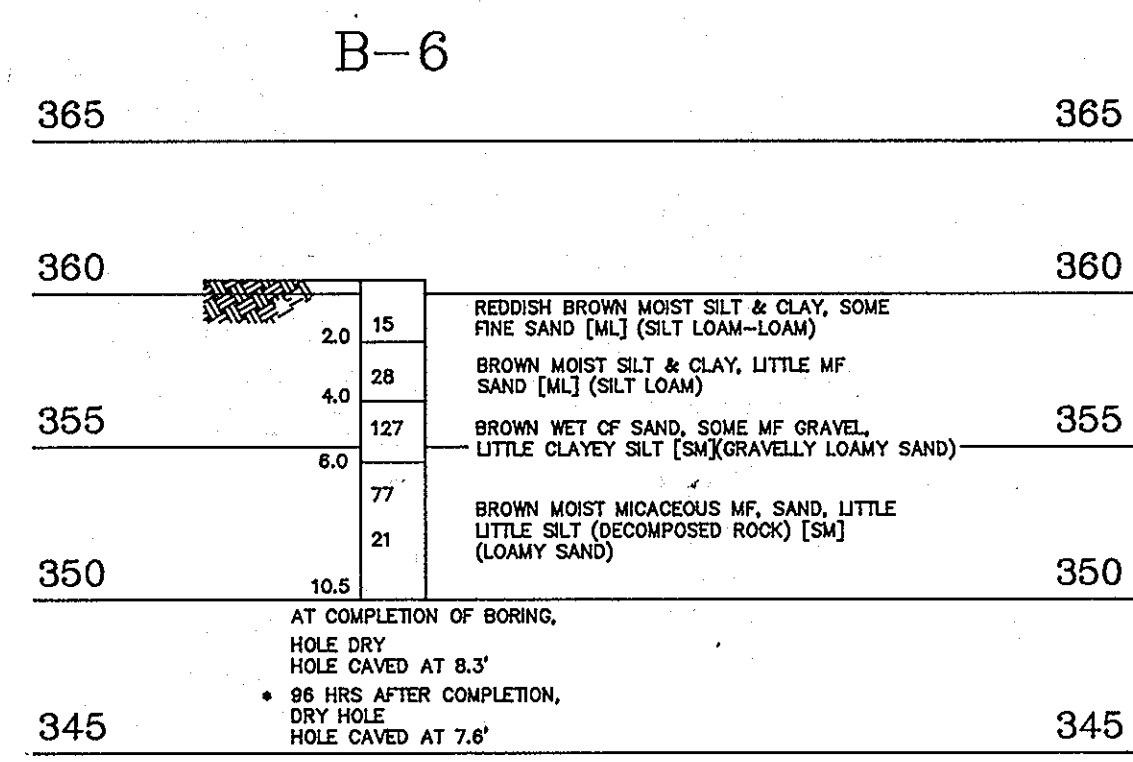 B-6
365 365
360 360
REDDISH BROWN MOIST SILT & CLAY, SOME
2.0 15 FINE SAND [ML] (SILT LOAM-LOAM)
BROWN MOIST SILT & CLAY, LITTLE MF
28 SAND [ML] (SILT LOAM)
4.0
355 355
127 BROWN WET CF SAND, SOME MF GRAVEL,
LITTLE CLAYEY SILT [SM](GRAVELLY LOAMY SAND)
6.0
77
BROWN MOIST MICACEOUS MF, SAND, LITTLE
21 LITTLE SILT (DECOMPOSED ROCK) [SM]
(LOAMY SAND)
350 350
10.5
AT COMPLETION OF BORING,
HOLE DRY
HOLE CAVED AT 8.3'
* 96 HRS AFTER COMPLETION,
DRY HOLE
345 345
HOLE CAVED AT 7.6'